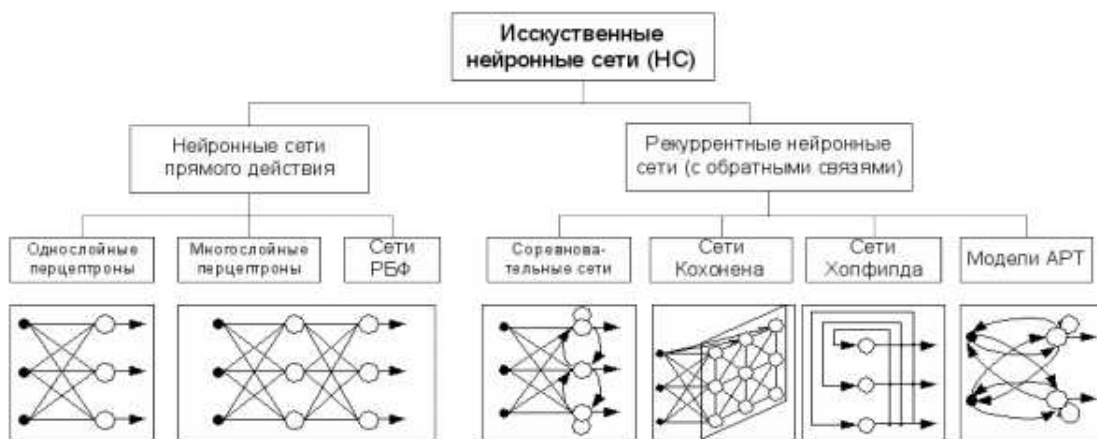 Исскуственные
нейронные сети (НС)
Нейронные сети
прямого действия
Рекуррентные нейронные
сети (с обратными связями)
Однослойные
перцептроны
Многослойные
перцептроны
Сети
РБФ
Соревнова-
тельные сети
Сети
Кохонена
Сети
Хопфилда
Модели АРТ